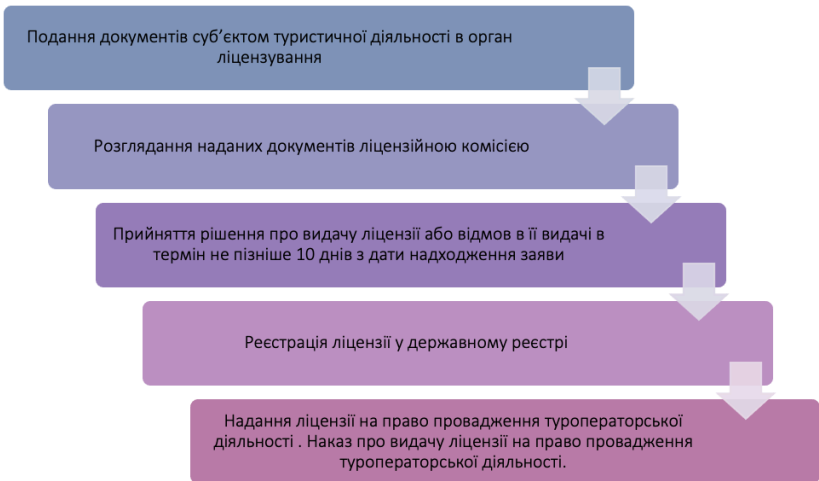 Подання документів суб’єктом туристичної діяльності в орган
ліцензування
Розглядання наданих документів ліцензійною комісією
Прийняття рішення про видачу ліцензії або відмов в її видачі в
термін не пізніше 10 днів з дати надходження заяви
Реєстрація ліцензії у державному реєстрі
Надання ліцензії на право провадження туроператорської
діяльності . Наказ про видачу ліцензії на право провадження
туроператорської діяльності.